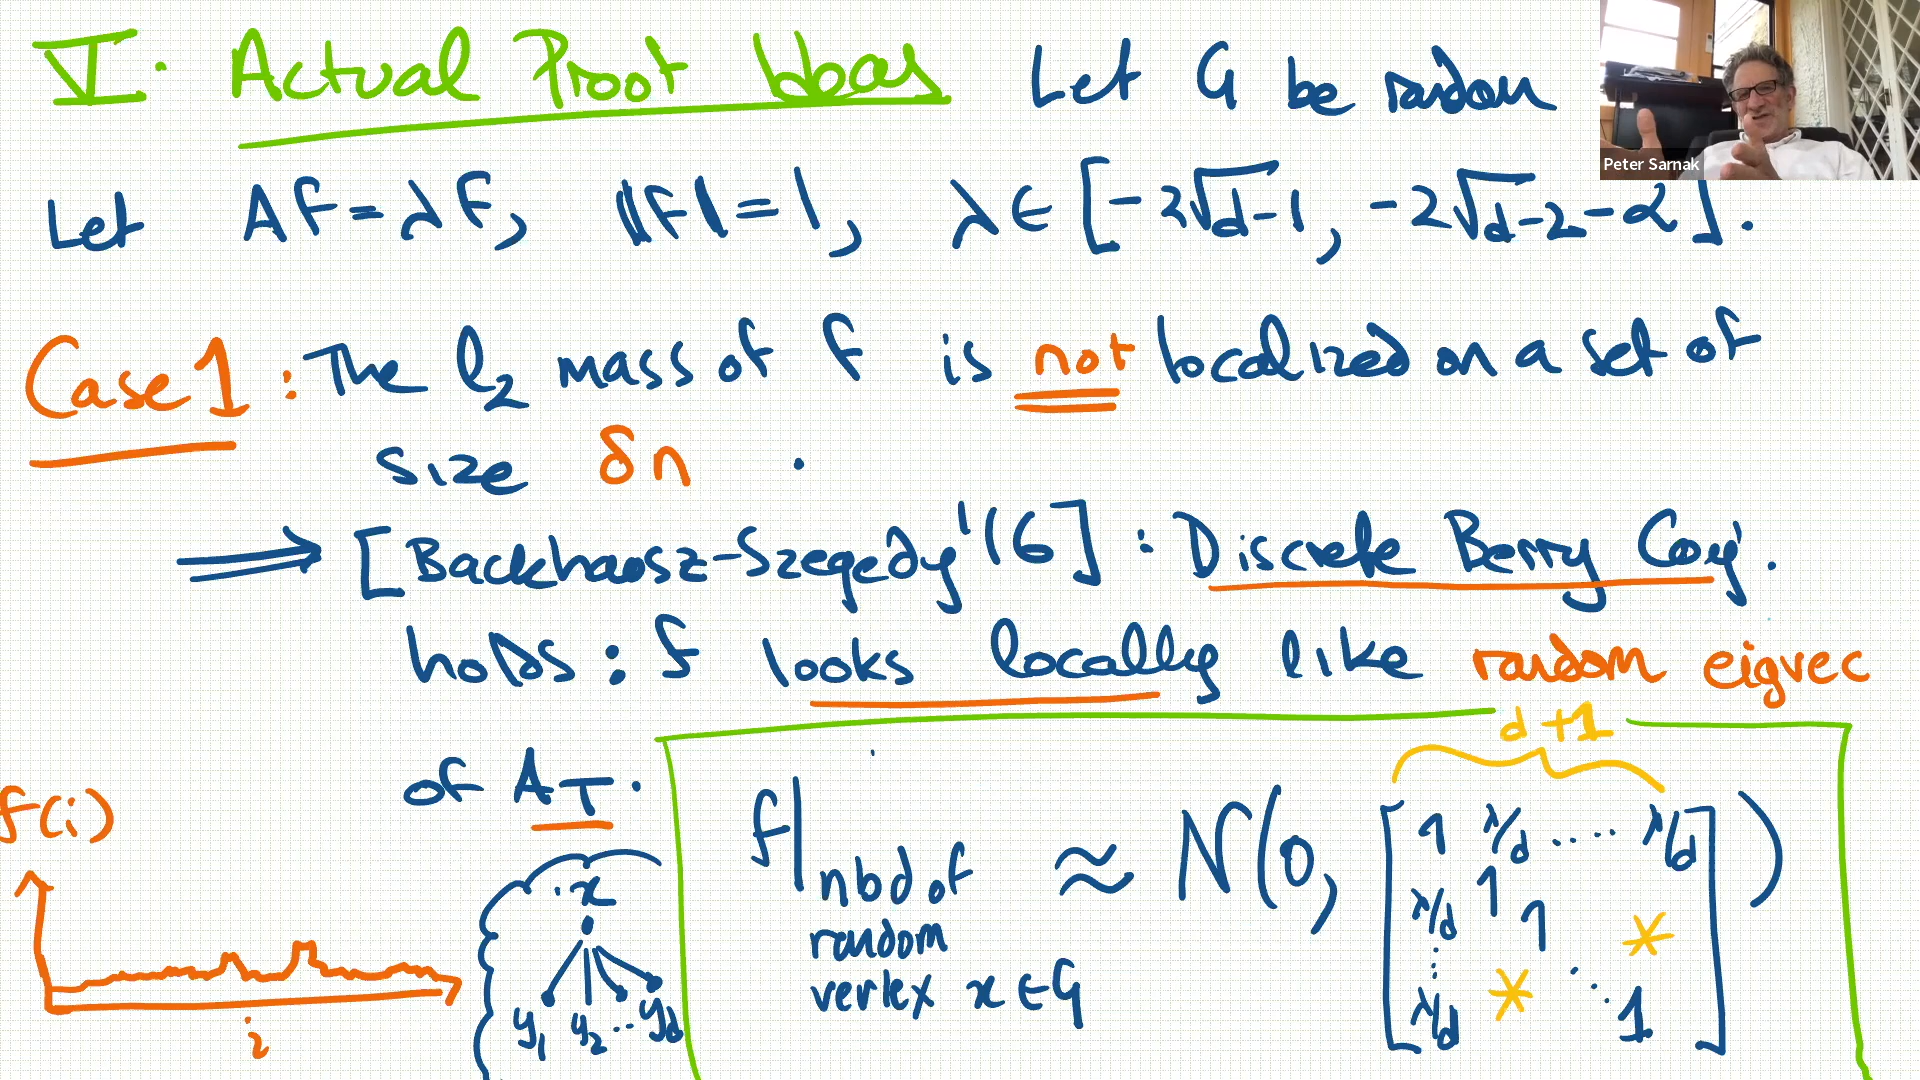 V. Actual Proof Ideas Let G be random
Peter Sarnak
Let Af = λf, ‖f‖ = 1, λ ∈ [-2√d-1, -2√d-2 - α].
Case 1: The l₂ mass of f is not localized on a set of
size δn.
⟹ [Backhausz-Szegedy'16]: Discrete Berry Conj.
holds: f looks locally like random eigvec
of A_T.
d+1
f|nbd of random vertex x∈G ≈ N(0, [1 λ/d ..... λ/d
λ/d 1 1 *
⋮ * ⋱
λ/d 1])
f(i)
i
x
y₁ y₂ ... y_d